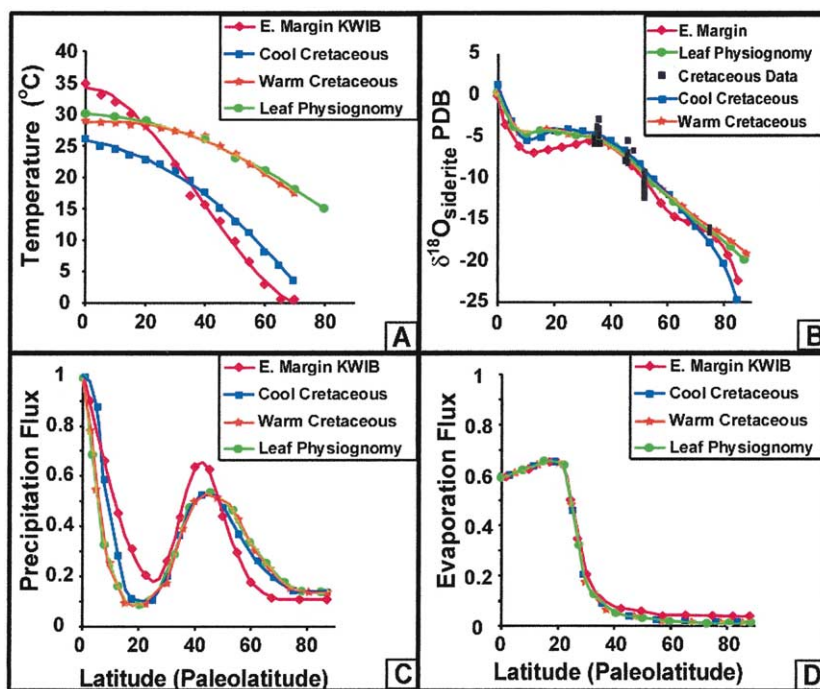 E. Margin KWIB
Cool Cretaceous
Warm Cretaceous
Leaf Physiognomy
Temperature (°C)
40
35
30
25
20
15
10
5
0
0 20 40 60 80
A
E. Margin
Leaf Physiognomy
Cretaceous Data
Cool Cretaceous
Warm Cretaceous
δ18Osiderite PDB
5
0
-5
-10
-15
-20
-25
0 20 40 60 80
B
E. Margin KWIB
Cool Cretaceous
Warm Cretaceous
Leaf Physiognomy
Precipitation Flux
1
0.8
0.6
0.4
0.2
0
0 20 40 60 80
Latitude (Paleolatitude)
C
E. Margin KWIB
Cool Cretaceous
Warm Cretaceous
Leaf Physiognomy
Evaporation Flux
1
0.8
0.6
0.4
0.2
0
0 20 40 60 80
Latitude (Paleolatitude)
D